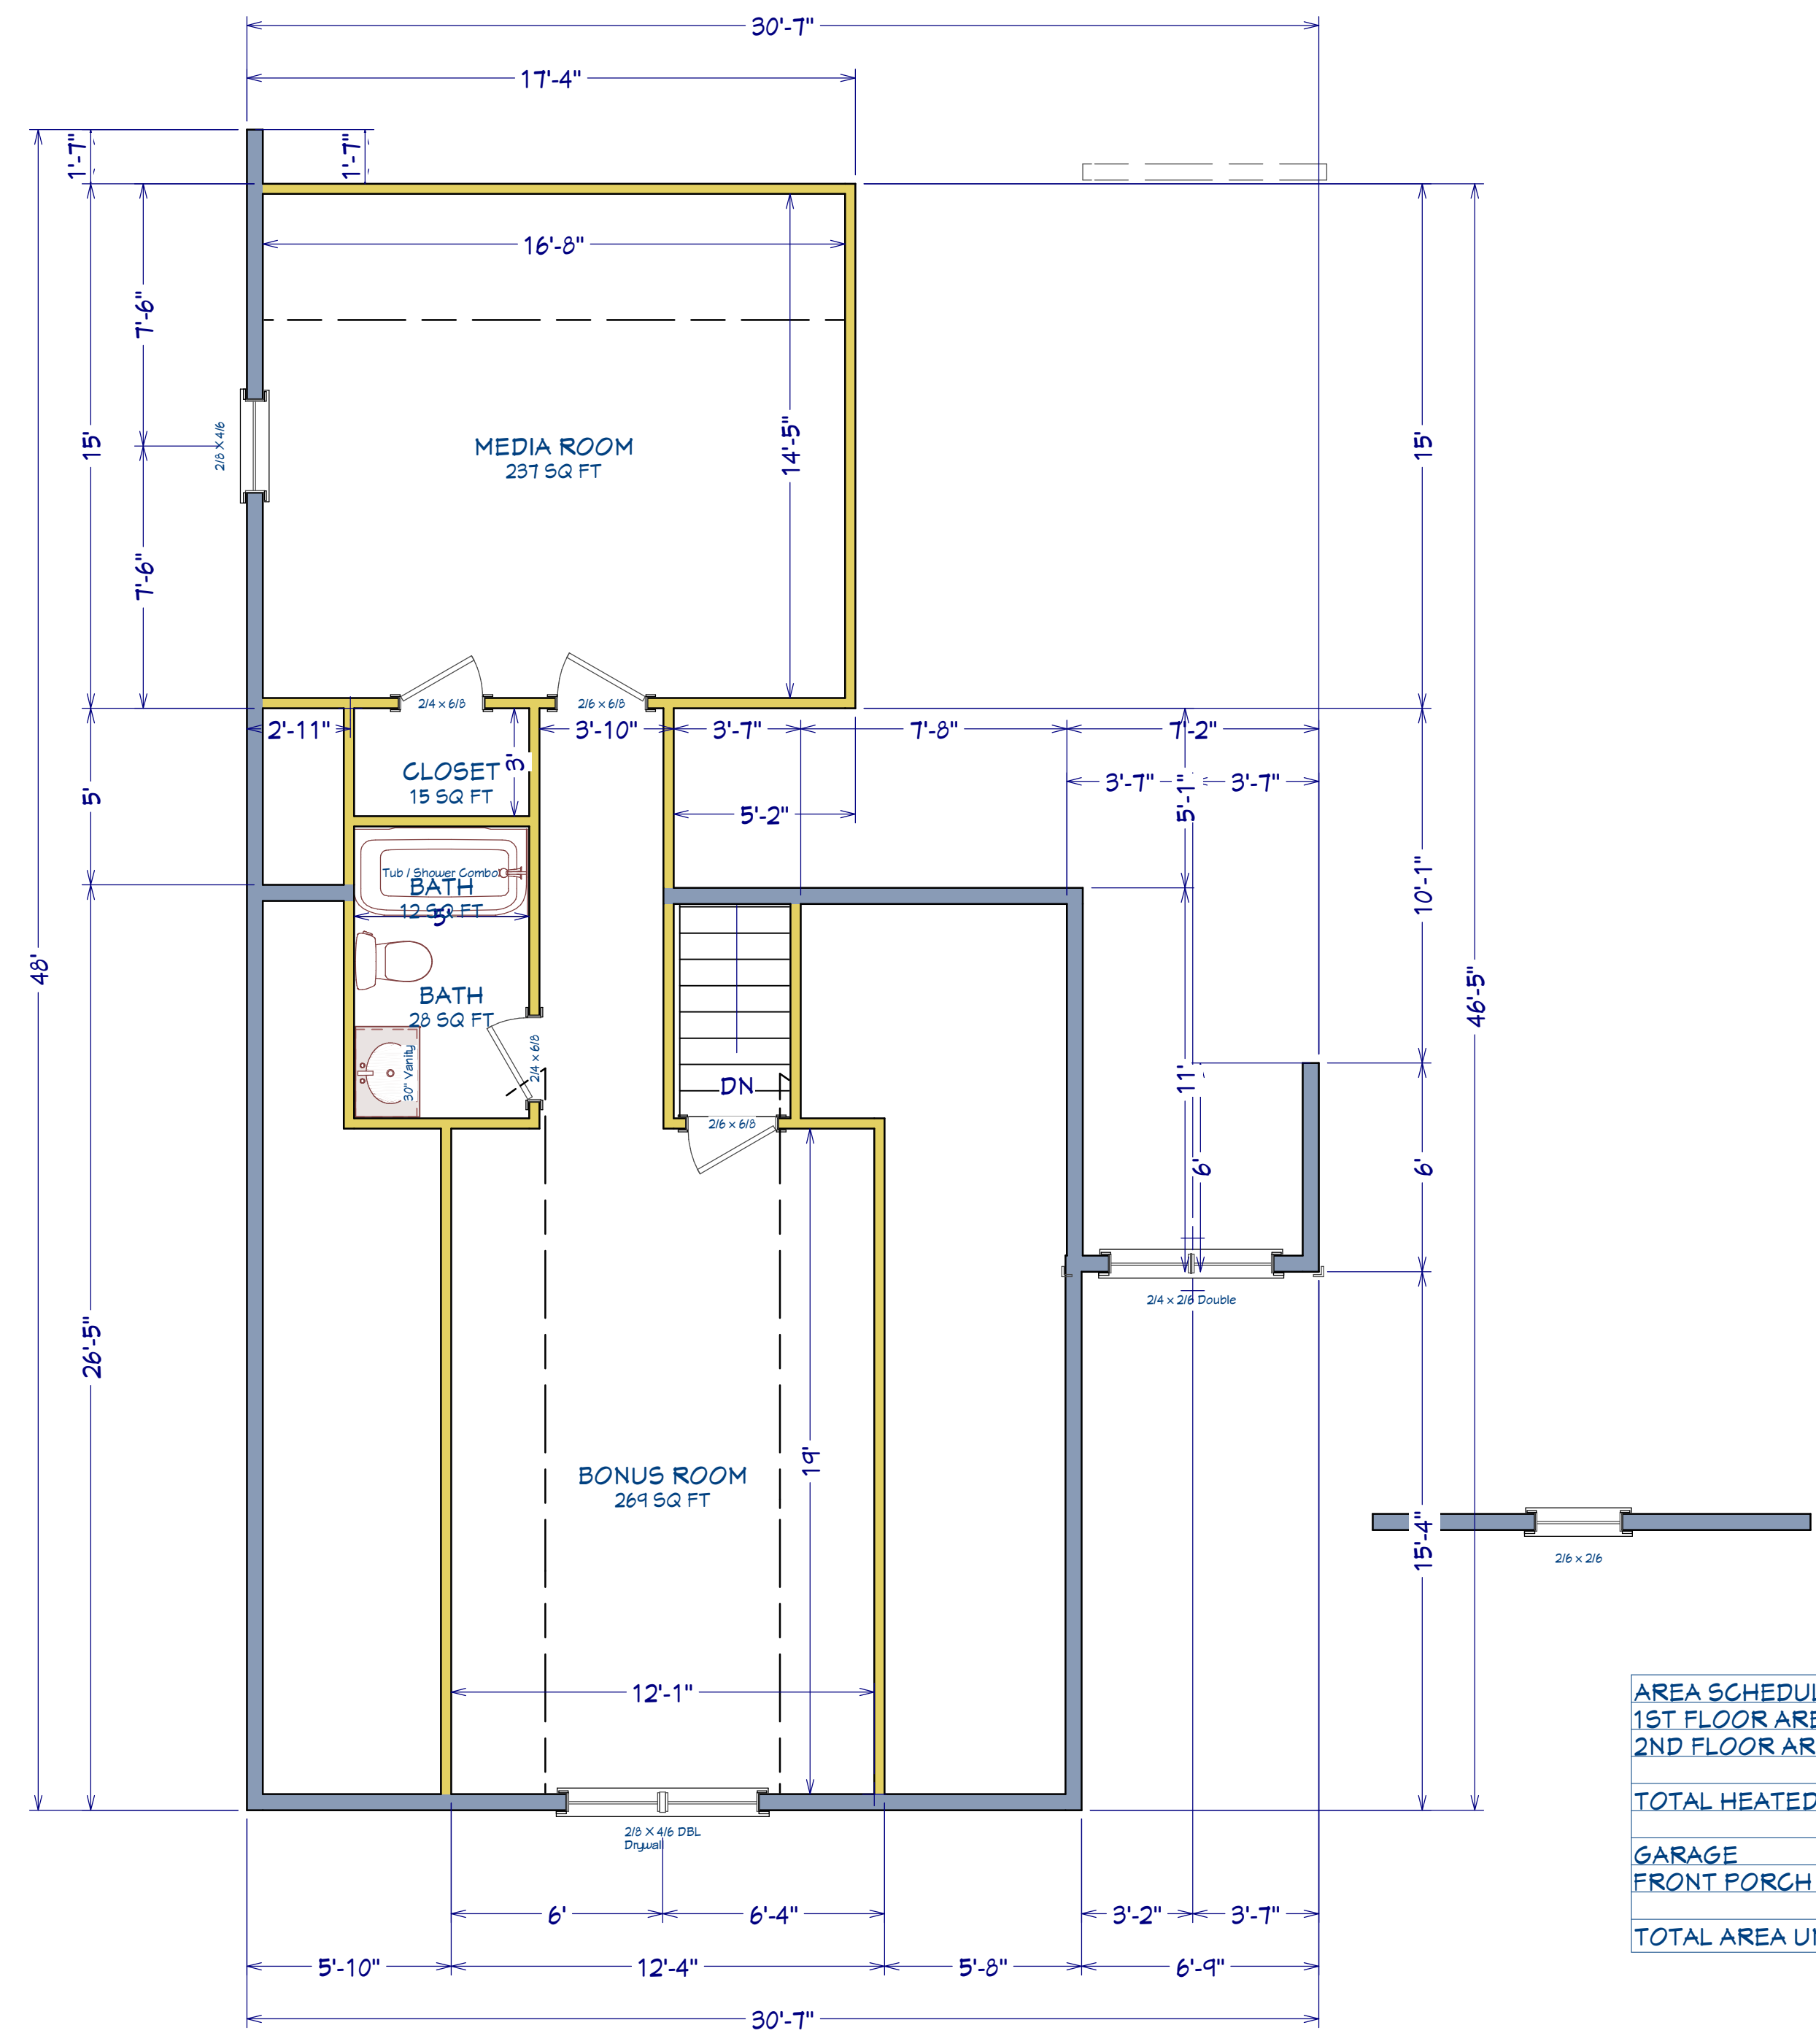 30'-7"
17'-4"
1'-7"
1'-7"
16'-8"
7'-6"
2/8 X 4/6
15'
MEDIA ROOM
237 SQ FT
14'-5"
15'
7'-6"
2/4 x 6/8
2/6 x 6/8
2'-11"
3'-10"
3'-7"
7'-8"
7'-2"
CLOSET
15 SQ FT
3'
3'-7"
3'-7"
5'-1"
5'
5'-2"
10'-1"
Tub / Shower Combo
BATH
12 SQ FT
5'
48'
46'-5"
BATH
28 SQ FT
30" Vanity
2/4 x 6/8
DN
11'
2/6 x 6/8
6'
6'
2/4 x 2/6 Double
26'-5"
BONUS ROOM
269 SQ FT
19'
15'-4"
2/6 x 2/6
12'-1"
AREA SCHEDUL
1ST FLOOR ARE
2ND FLOOR AR
TOTAL HEATED
GARAGE
FRONT PORCH
TOTAL AREA UN
2/8 X 4/6 DBL
Drywall
6'
6'-4"
3'-2"
3'-7"
5'-10"
12'-4"
5'-8"
6'-9"
30'-7"